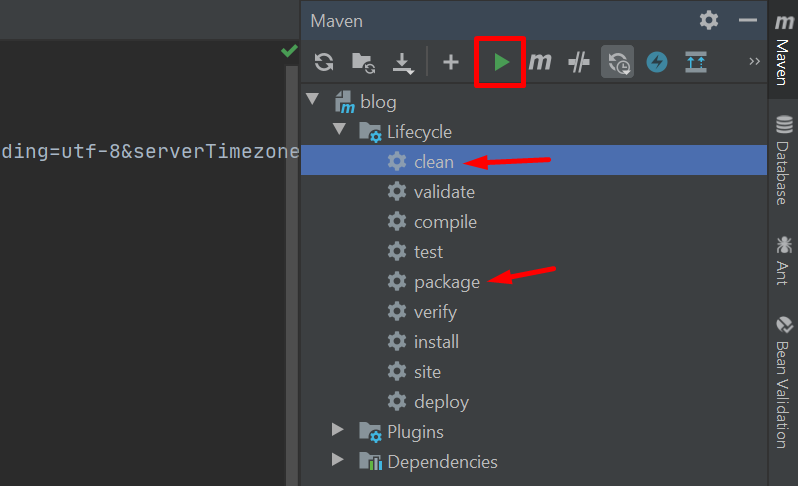 Maven
m
»
blog
Lifecycle
ding=utf-8&serverTimezone
clean
validate
compile
test
package
verify
install
site
deploy
Plugins
Dependencies
m
Maven
Database
Ant
Bean Validation